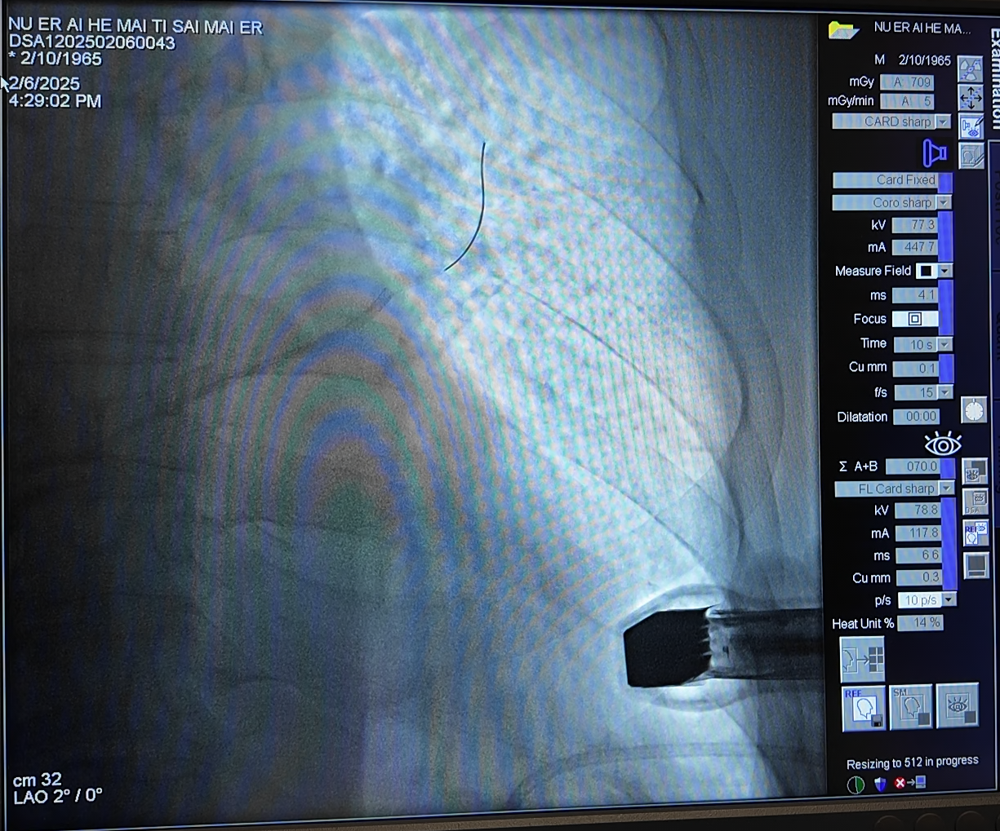 NU ER AI HE MAI TI SAI MAI ER
DSA1202502060043
* 2/10/1965
2/6/2025
4:29:02 PM
cm 32
LAO 2° / 0°
NU ER AI HE MA...
M 2/10/1965
mGy A: 709
mGy/min A: 5
CARD sharp
Card Fixed
Coro sharp
kV 77.3
mA 447.7
Measure Field
ms 4.1
Focus
Time 10 s
Cu mm 0.1
f/s 15
Dilatation 00:00
Σ A+B 070.0
FL Card sharp
kV 78.8
mA 117.8
ms 6.6
Cu mm 0.3
p/s 10 p/s
Heat Unit % 14 %
REF
SM
Resizing to 512 in progress
Examination
DSA
REF